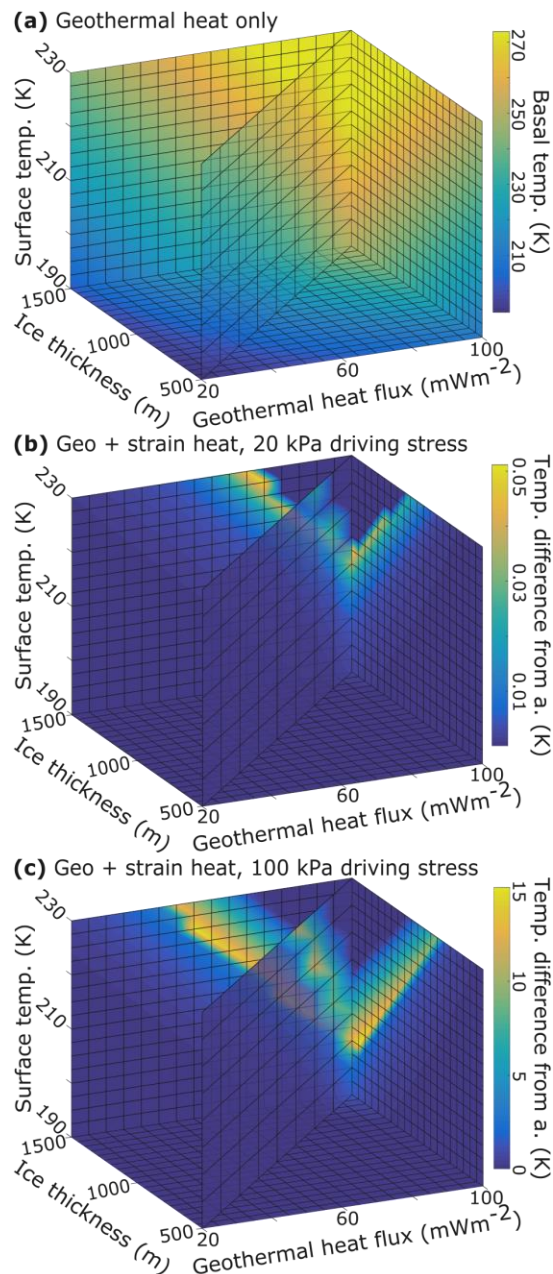 (a) Geothermal heat only
230
210
190
Surface temp. (K)
1500
1000
500
Ice thickness (m)
20
60
100
Geothermal heat flux (mWm-2)
270
250
230
210
Basal temp. (K)
(b) Geo + strain heat, 20 kPa driving stress
230
210
190
Surface temp. (K)
1500
1000
500
Ice thickness (m)
20
60
100
Geothermal heat flux (mWm-2)
0.05
0.03
0.01
Temp. difference from a. (K)
(c) Geo + strain heat, 100 kPa driving stress
230
210
190
Surface temp. (K)
1500
1000
500
Ice thickness (m)
20
60
100
Geothermal heat flux (mWm-2)
15
10
5
0
Temp. difference from a. (K)